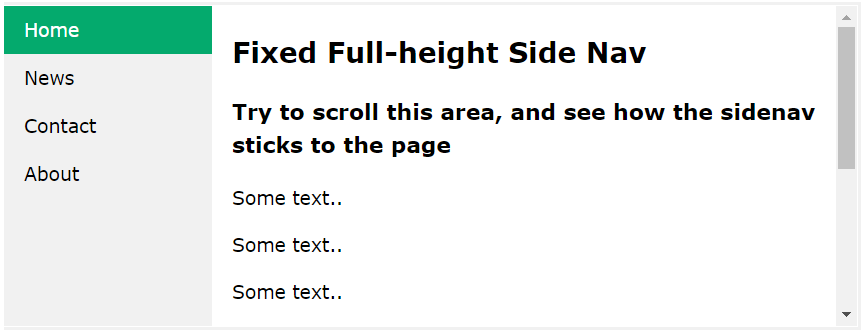 Home
News
Contact
About
Fixed Full-height Side Nav
Try to scroll this area, and see how the sidenav
sticks to the page
Some text..
Some text..
Some text..